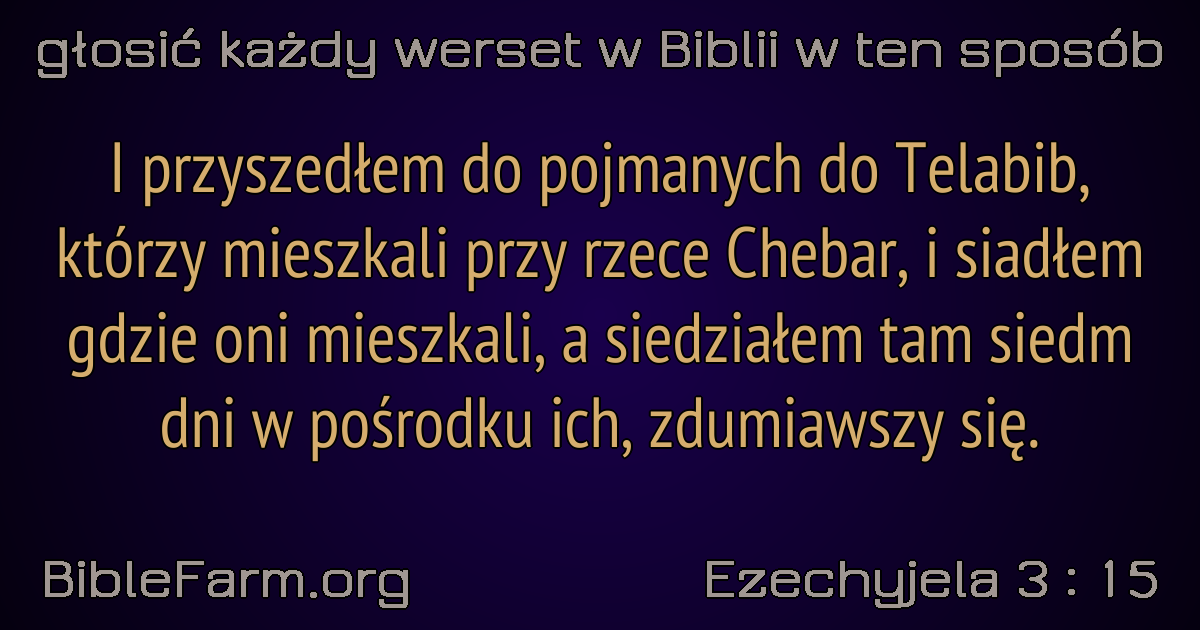 głosić każdy werset w Biblii w ten sposób
I przyszedłem do pojmanych do Telabib,
którzy mieszkali przy rzece Chebar, i siadłem
gdzie oni mieszkali, a siedziałem tam siedm
dni w pośrodku ich, zdumiawszy się.
BibleFarm.org
Ezechyjela 3 : 15